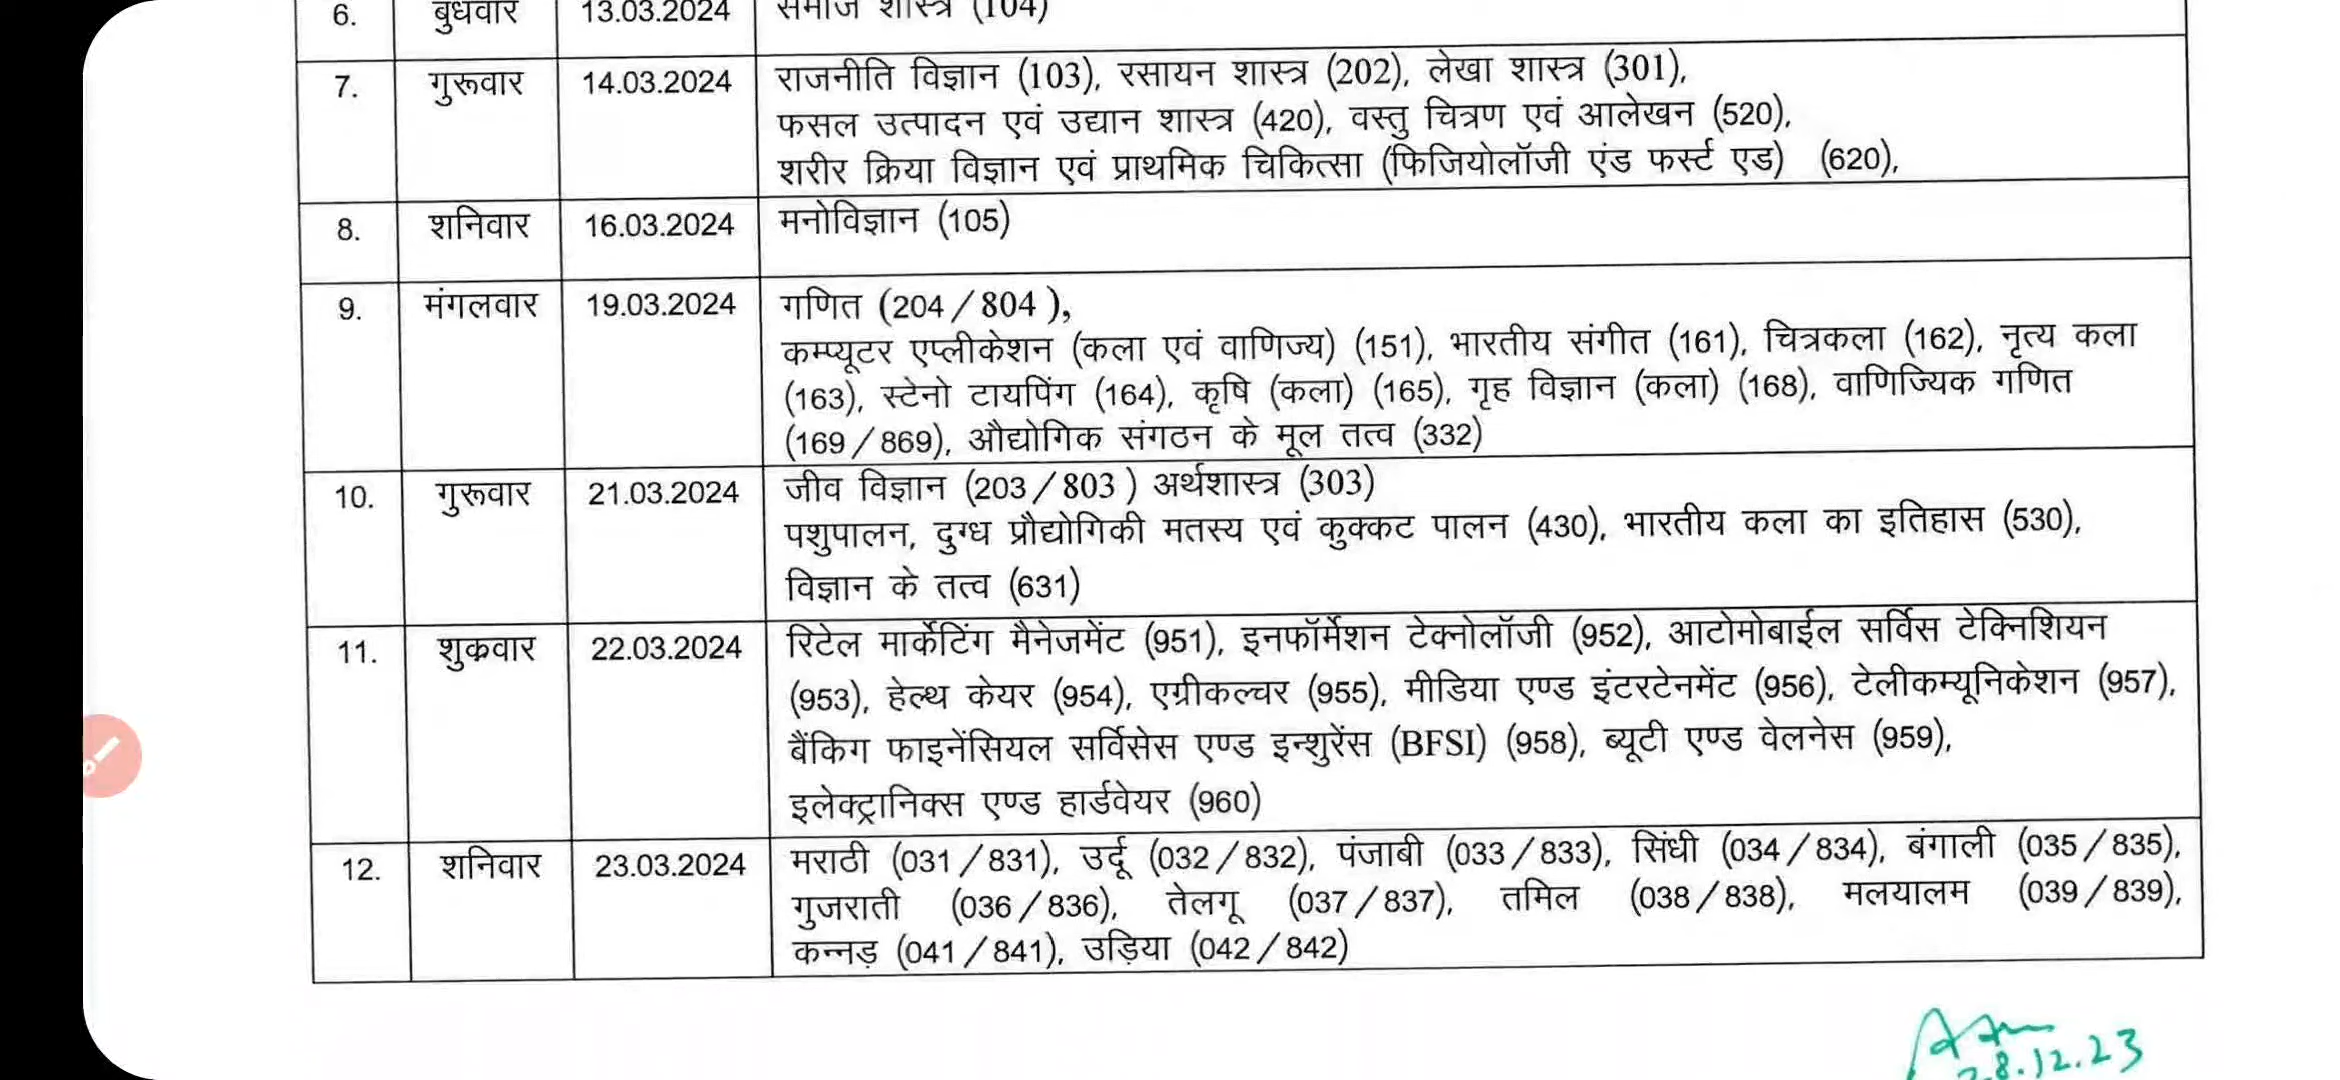 6. बुधवार 13.03.2024 समाज शास्त्र (104)
7. गुरूवार 14.03.2024 राजनीति विज्ञान (103), रसायन शास्त्र (202), लेखा शास्त्र (301),
फसल उत्पादन एवं उद्यान शास्त्र (420), वस्तु चित्रण एवं आलेखन (520),
शरीर क्रिया विज्ञान एवं प्राथमिक चिकित्सा (फिजियोलॉजी एंड फर्स्ट एड) (620),
8. शनिवार 16.03.2024 मनोविज्ञान (105)
9. मंगलवार 19.03.2024 गणित (204/804 ),
कम्प्यूटर एप्लीकेशन (कला एवं वाणिज्य) (151), भारतीय संगीत (161), चित्रकला (162), नृत्य कला
(163), स्टेनो टायपिंग (164), कृषि (कला) (165), गृह विज्ञान (कला) (168), वाणिज्यिक गणित
(169/869), औद्योगिक संगठन के मूल तत्व (332)
10. गुरूवार 21.03.2024 जीव विज्ञान (203/803 ) अर्थशास्त्र (303)
पशुपालन, दुग्ध प्रौद्योगिकी मतस्य एवं कुक्कट पालन (430), भारतीय कला का इतिहास (530),
विज्ञान के तत्व (631)
11. शुक्रवार 22.03.2024 रिटेल मार्केटिंग मैनेजमेंट (951), इनफॉर्मेशन टेक्नोलॉजी (952), आटोमोबाईल सर्विस टेक्निशियन
(953), हेल्थ केयर (954), एग्रीकल्चर (955), मीडिया एण्ड इंटरटेनमेंट (956), टेलीकम्यूनिकेशन (957),
बैंकिग फाइनेंसियल सर्विसेस एण्ड इन्शुरेंस (BFSI) (958), ब्यूटी एण्ड वेलनेस (959),
इलेक्ट्रानिक्स एण्ड हार्डवेयर (960)
12. शनिवार 23.03.2024 मराठी (031/831), उर्दू (032/832), पंजाबी (033/833), सिंधी (034/834), बंगाली (035/835),
गुजराती (036/836), तेलगू (037/837), तमिल (038/838), मलयालम (039/839),
कन्नड़ (041/841), उड़िया (042/842)
8.12.23